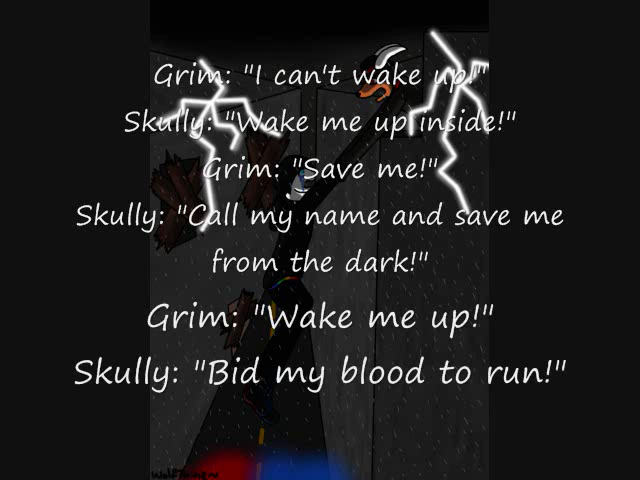 Grim: "I can't wake up!"
Skully: "Wake me up inside!"
Grim: "Save me!"
Skully: "Call my name and save me
from the dark!"
Grim: "Wake me up!"
Skully: "Bid my blood to run!"